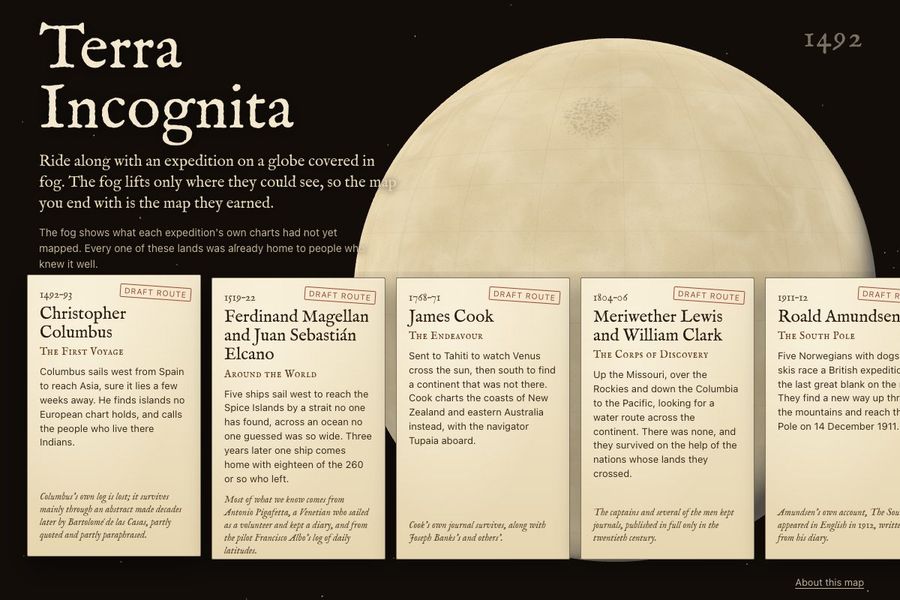 Terra
Incognita
1492
Ride along with an expedition on a globe covered in
fog. The fog lifts only where they could see, so the map
you end with is the map they earned.
The fog shows what each expedition's own charts had not yet
mapped. Every one of these lands was already home to people who
knew it well.
1492–93
DRAFT ROUTE
Christopher
Columbus
The First Voyage
Columbus sails west from Spain
to reach Asia, sure it lies a few
weeks away. He finds islands no
European chart holds, and calls
the people who live there
Indians.
Columbus's own log is lost; it survives
mainly through an abstract made decades
later by Bartolomé de las Casas, partly
quoted and partly paraphrased.
1519–22
DRAFT ROUTE
Ferdinand Magellan
and Juan Sebastián
Elcano
Around the World
Five ships sail west to reach the
Spice Islands by a strait no one
has found, across an ocean no
one guessed was so wide. Three
years later one ship comes
home with eighteen of the 260
or so who left.
Most of what we know comes from
Antonio Pigafetta, a Venetian who sailed
as a volunteer and kept a diary, and from
the pilot Francisco Albo's log of daily
latitudes.
1768–71
DRAFT ROUTE
James Cook
The Endeavour
Sent to Tahiti to watch Venus
cross the sun, then south to find
a continent that was not there.
Cook charts the coasts of New
Zealand and eastern Australia
instead, with the navigator
Tupaia aboard.
Cook's own journal survives, along with
Joseph Banks's and others'.
1804–06
DRAFT ROUTE
Meriwether Lewis
and William Clark
The Corps of Discovery
Up the Missouri, over the
Rockies and down the Columbia
to the Pacific, looking for a
water route across the
continent. There was none, and
they survived on the help of the
nations whose lands they
crossed.
The captains and several of the men kept
journals, published in full only in the
twentieth century.
1911–12
DRAFT R
Roald Amundsen
The South Pole
Five Norwegians with dogs
skis race a British expediti
the last great blank on the
They find a new way up thr
the mountains and reach th
Pole on 14 December 1911.
Amundsen's own account, The Sou
appeared in English in 1912, writte
from his diary.
About this map